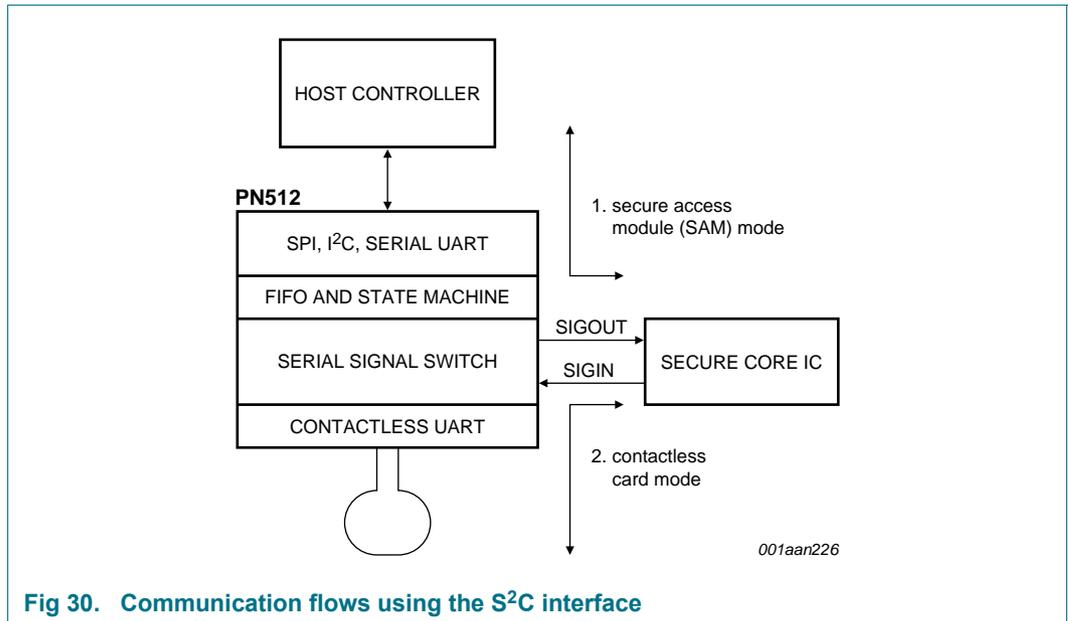 HOST CONTROLLER
PN512
SPI, I²C, SERIAL UART
FIFO AND STATE MACHINE
SERIAL SIGNAL SWITCH
CONTACTLESS UART
SIGOUT
SIGIN
SECURE CORE IC
1. secure access
module (SAM) mode
2. contactless
card mode
001aan226
Fig 30. Communication flows using the S²C interface